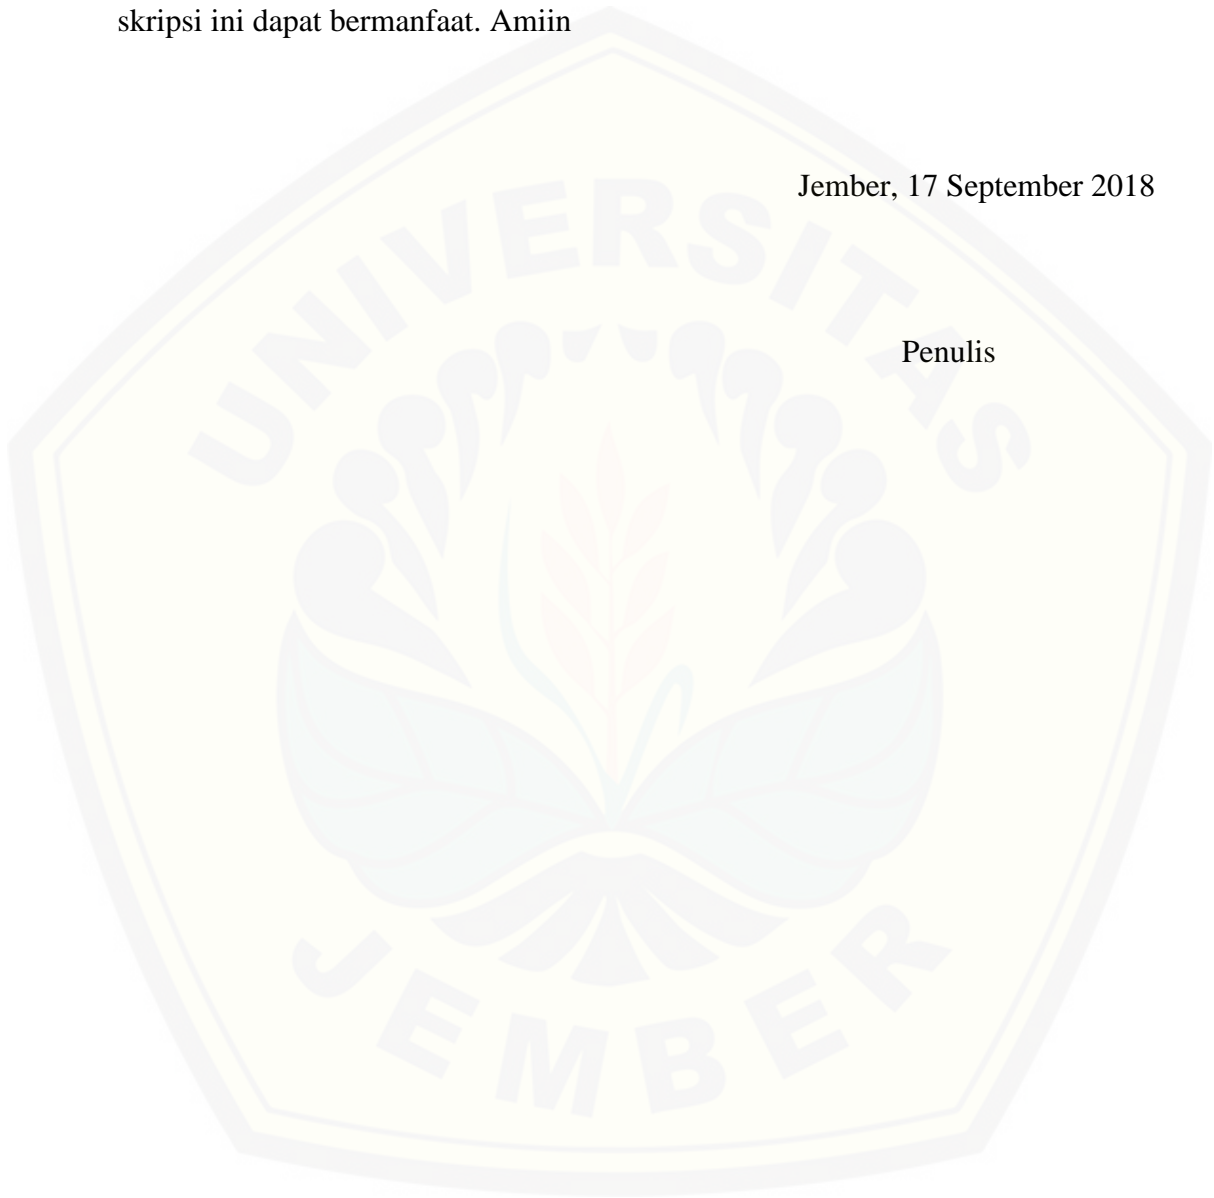 skripsi ini dapat bermanfaat. Amiin
Jember, 17 September 2018
Penulis
UNIVERSITAS
JEMBER